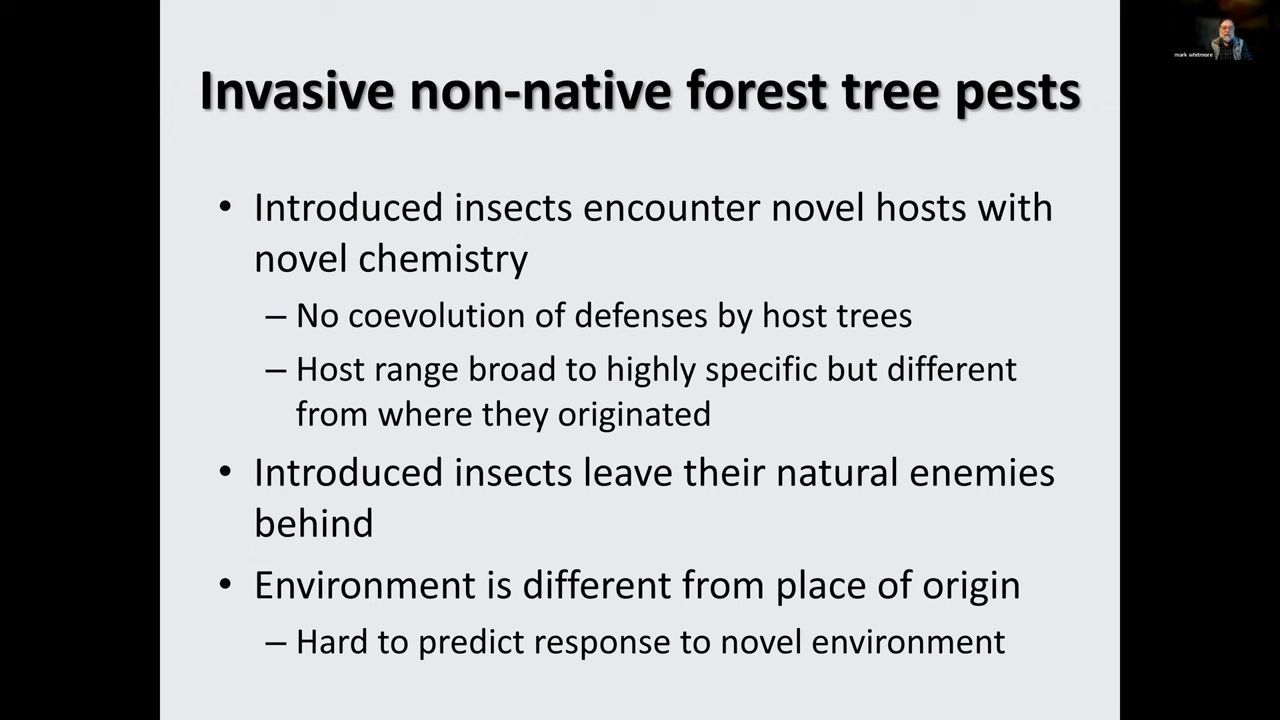 Invasive non-native forest tree pests
mark whitmore
• Introduced insects encounter novel hosts with
novel chemistry
– No coevolution of defenses by host trees
– Host range broad to highly specific but different
from where they originated
• Introduced insects leave their natural enemies
behind
• Environment is different from place of origin
– Hard to predict response to novel environment